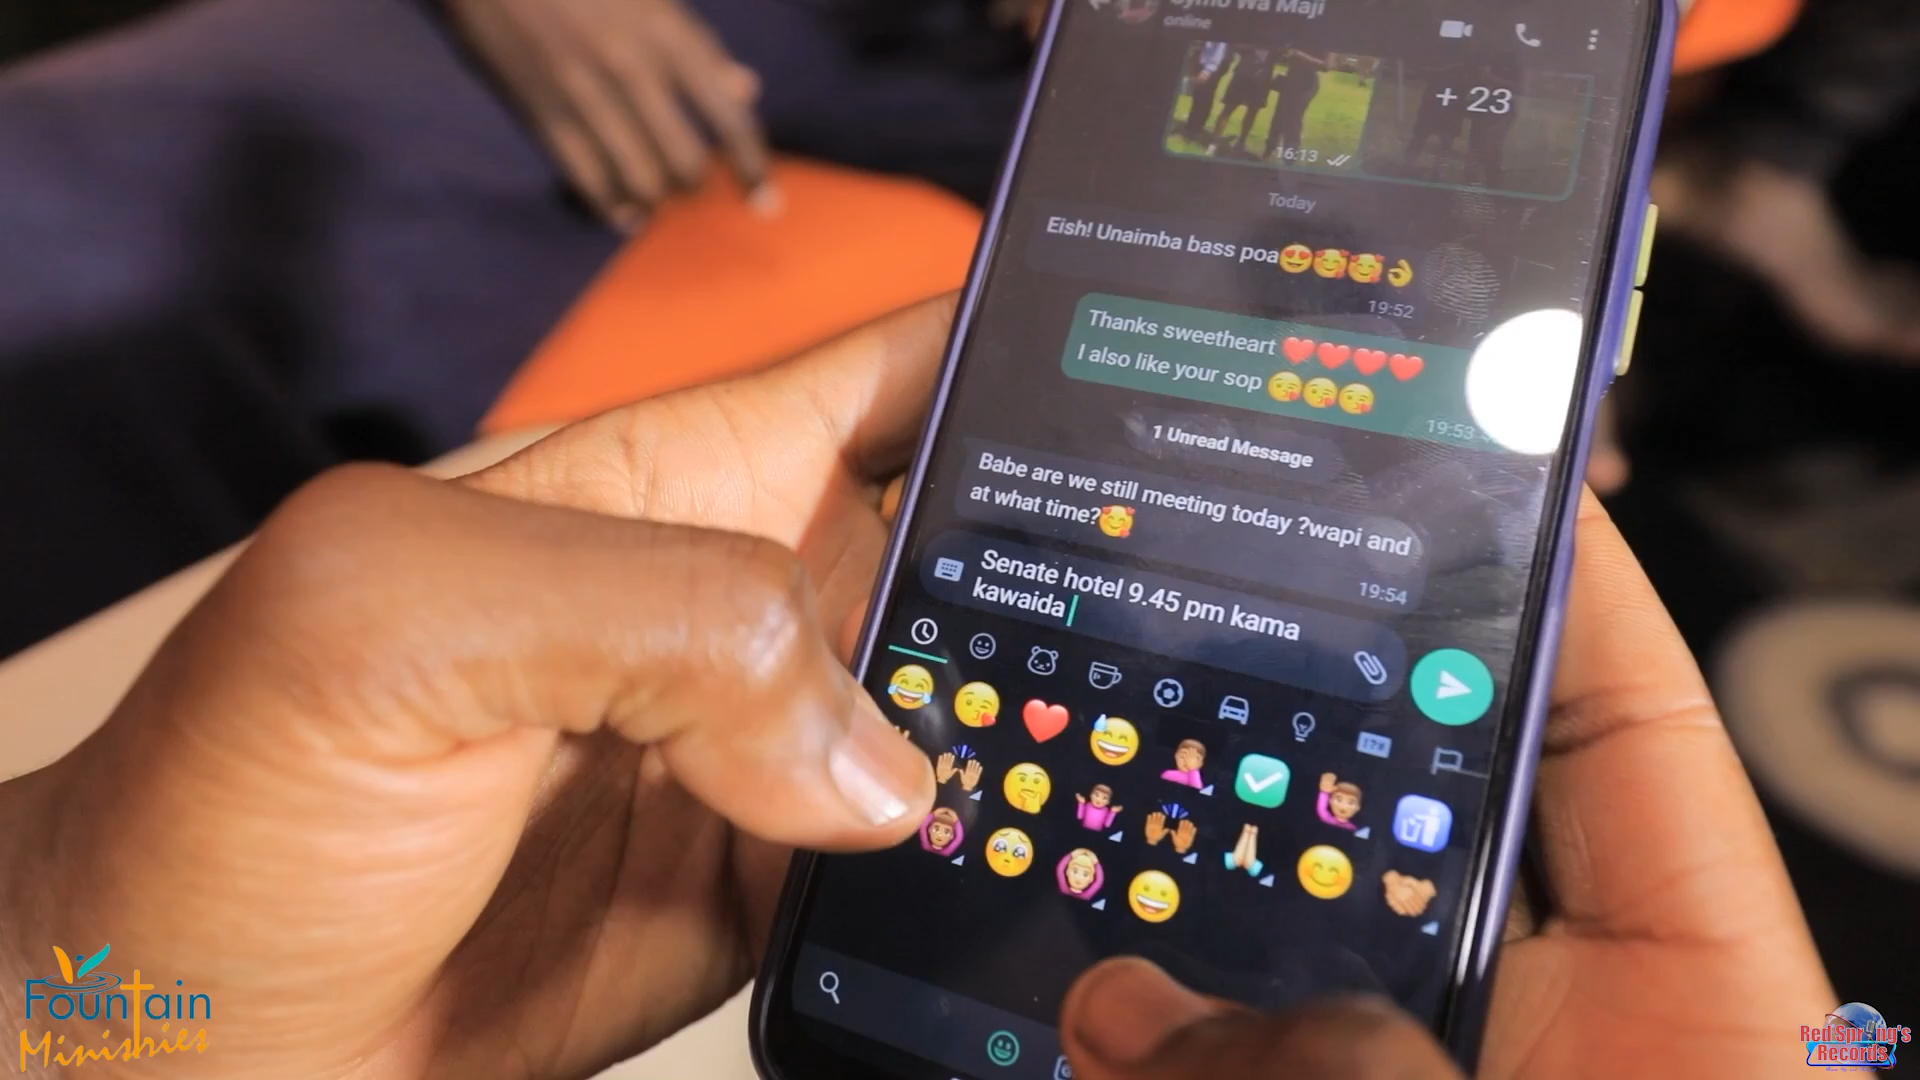 Wa Maji
online
+ 23
16:13
Today
Eish! Unaimba bass poa😍🥰🥰👌
19:52
Thanks sweetheart ❤️❤️❤️❤️
I also like your sop 😘😘😘
19:53
1 Unread Message
Babe are we still meeting today ?wapi and
at what time?🥰
19:54
Senate hotel 9.45 pm kama
kawaida
Fountain
Ministries
Red Spring's
Records